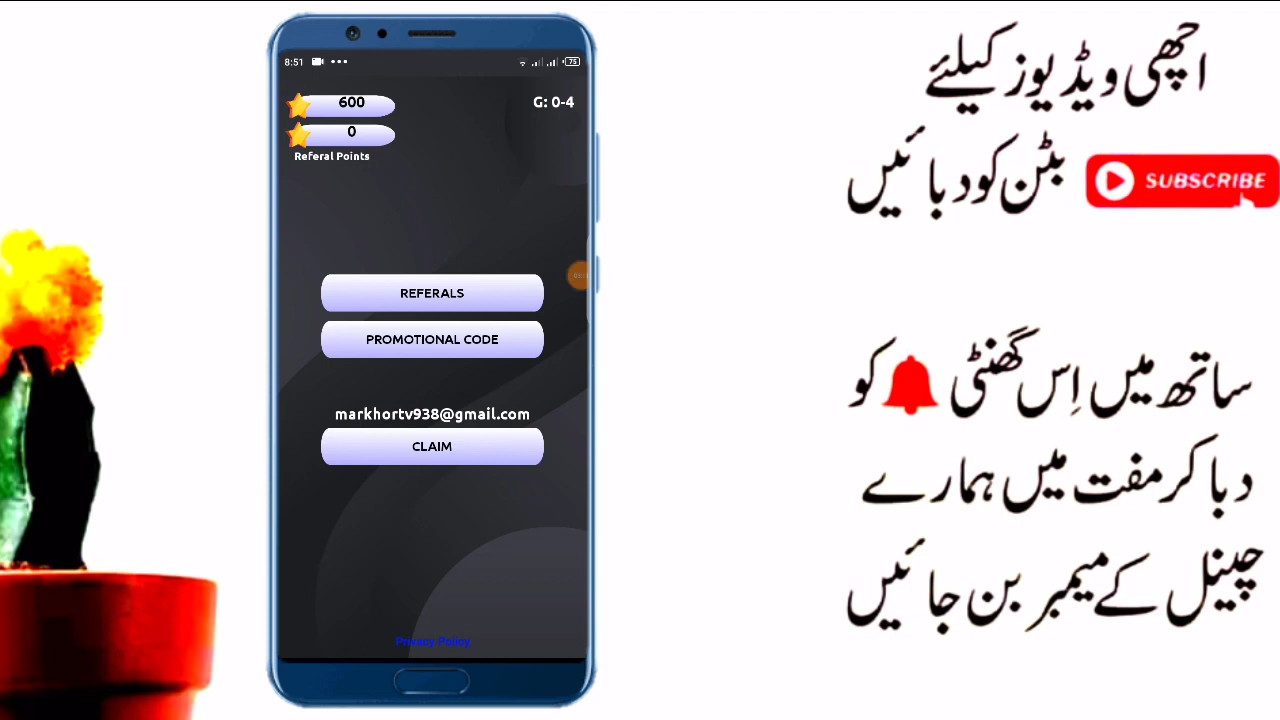 8:51
75
600
G: 0-4
0
Referal Points
REFERALS
PROMOTIONAL CODE
markhortv938@gmail.com
CLAIM
Privacy Policy
اچھی ویڈیوز کیلئے
بٹن کو دبائیں
SUBSCRIBE
ساتھ میں اِس گھنٹی کو
دبا کر مفت میں ہمارے
چینل کے میمبر بن جائیں